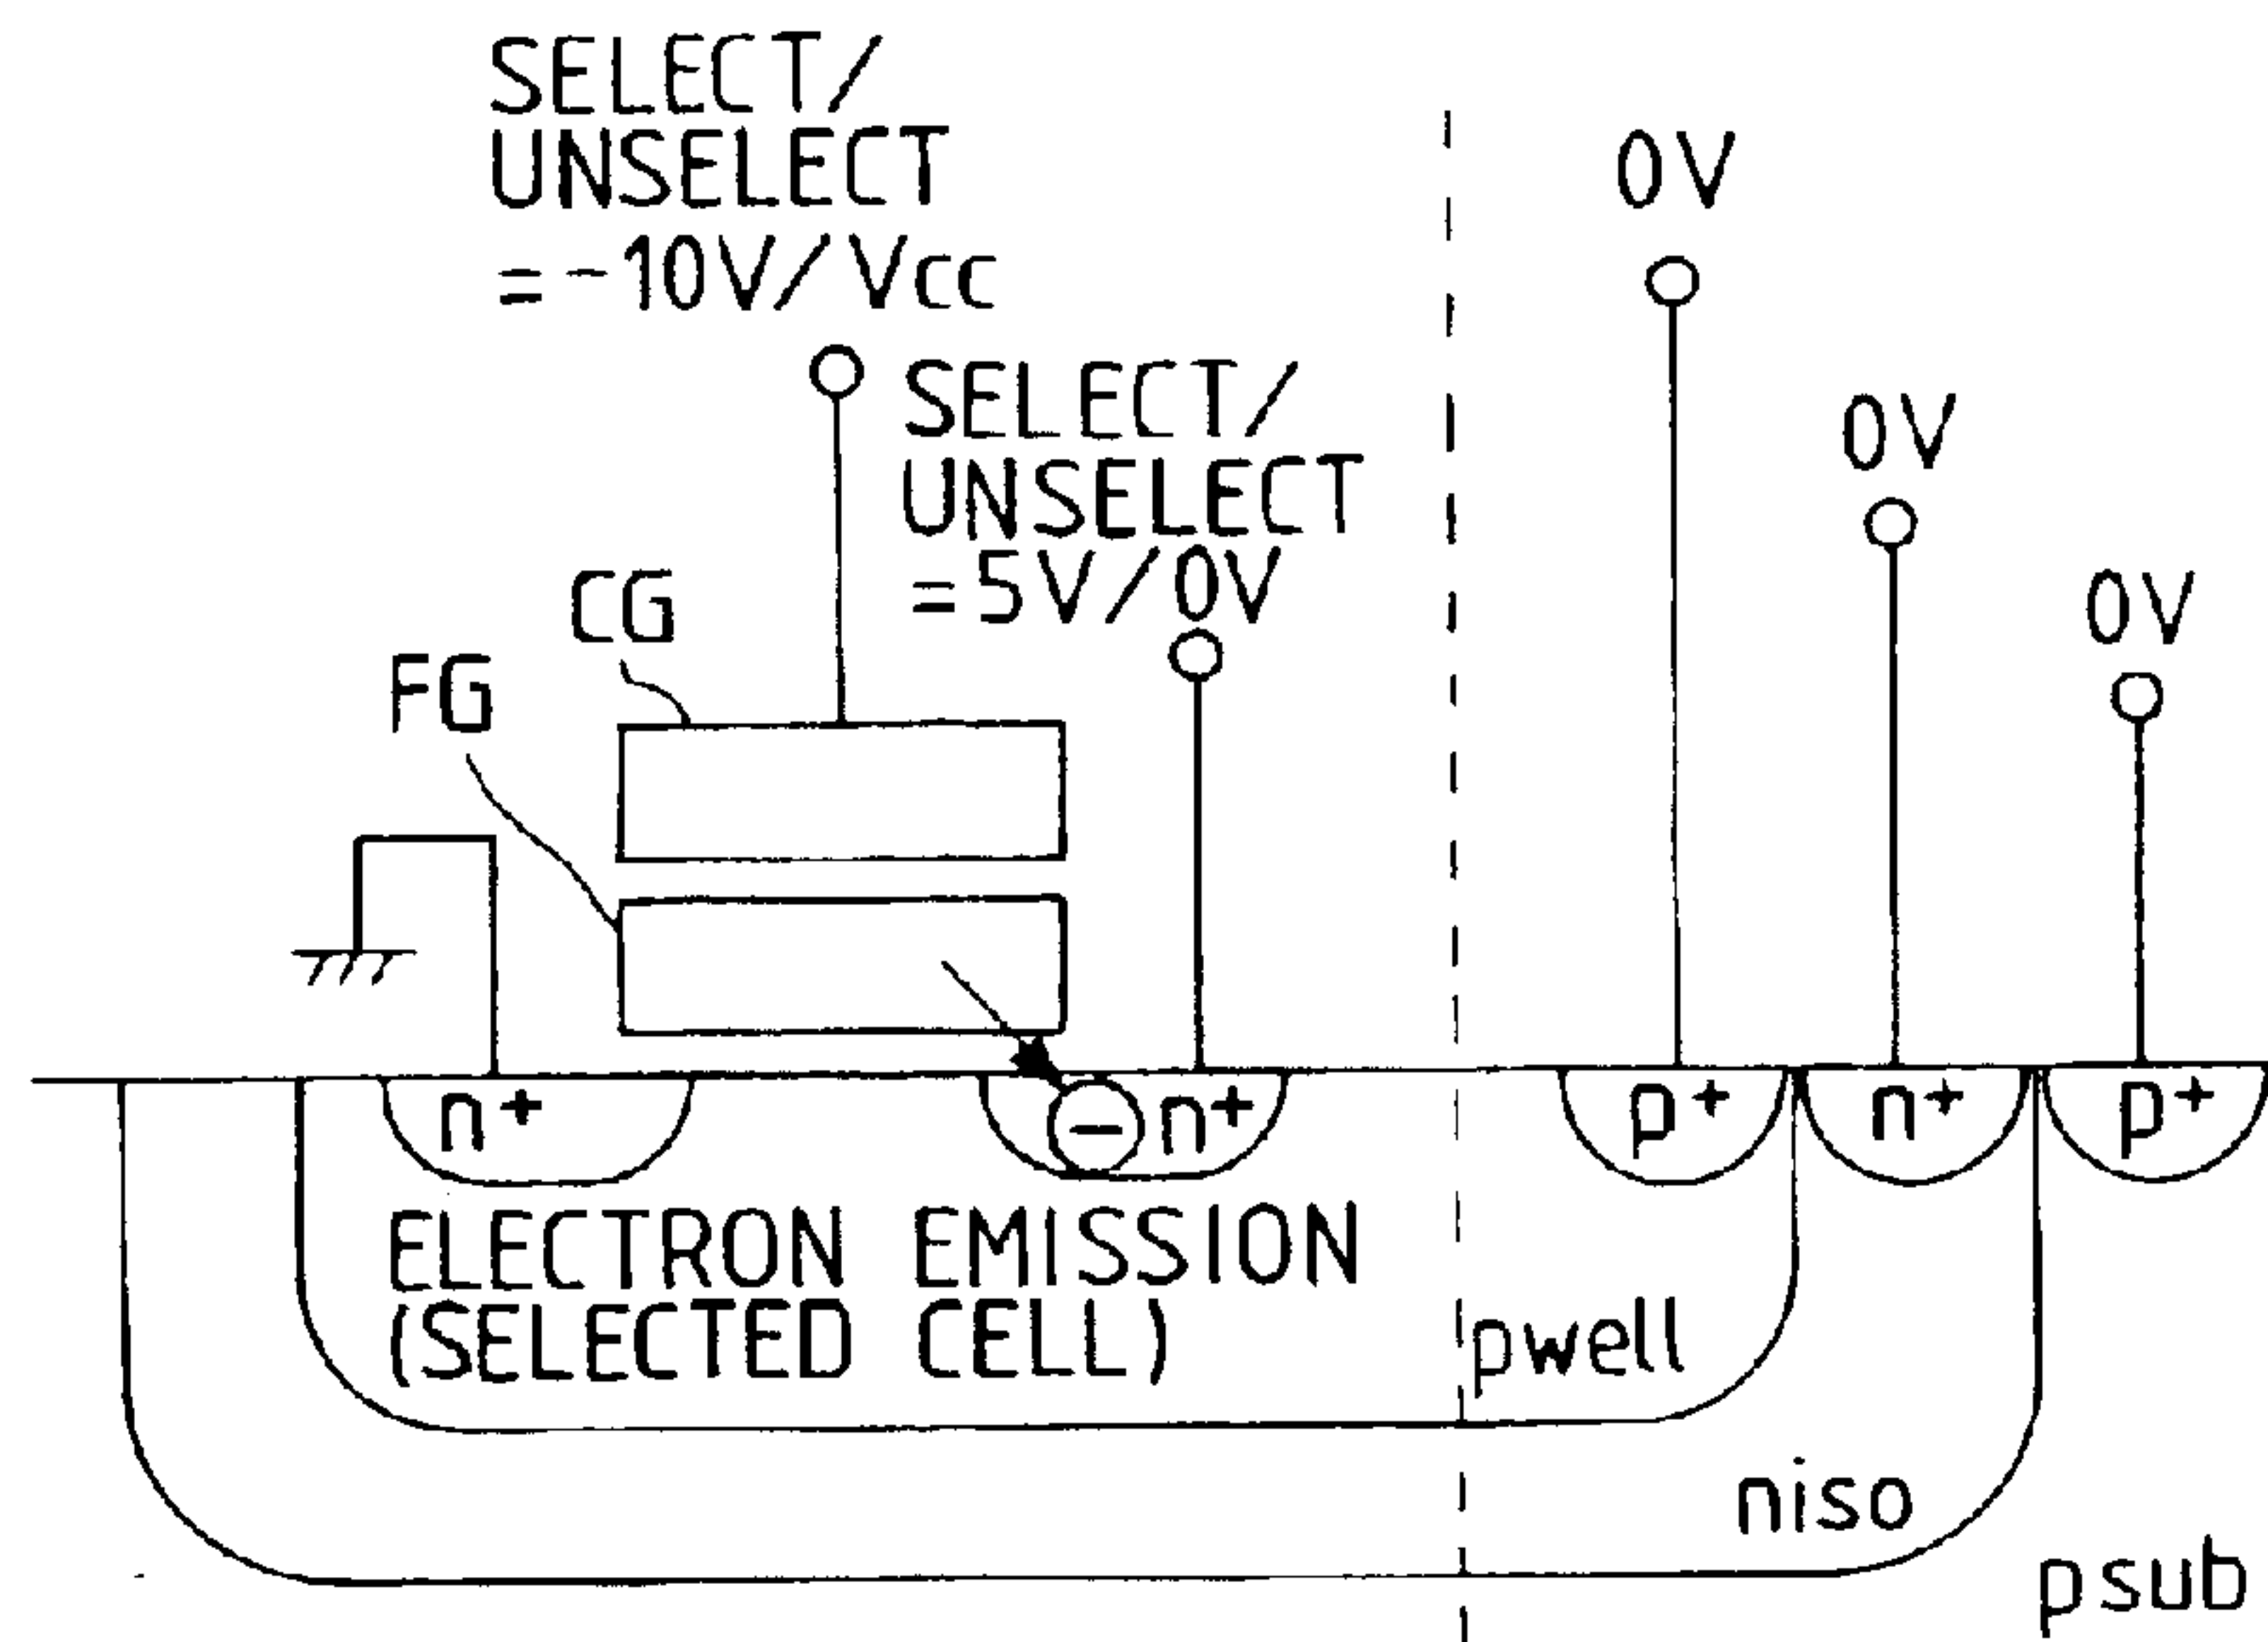 SELECT/
UNSELECT
=-10V/Vcc
0V
SELECT/
UNSELECT
=5V/0V
0V
0V
CG
FG
n+
− n+
p+
n+
p+
ELECTRON EMISSION
(SELECTED CELL)
pwell
niso
psub